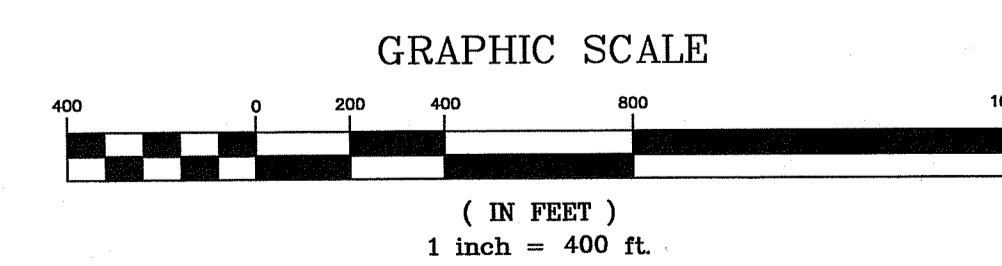 GRAPHIC SCALE
400 0 200 400 800
( IN FEET )
1 inch = 400 ft.